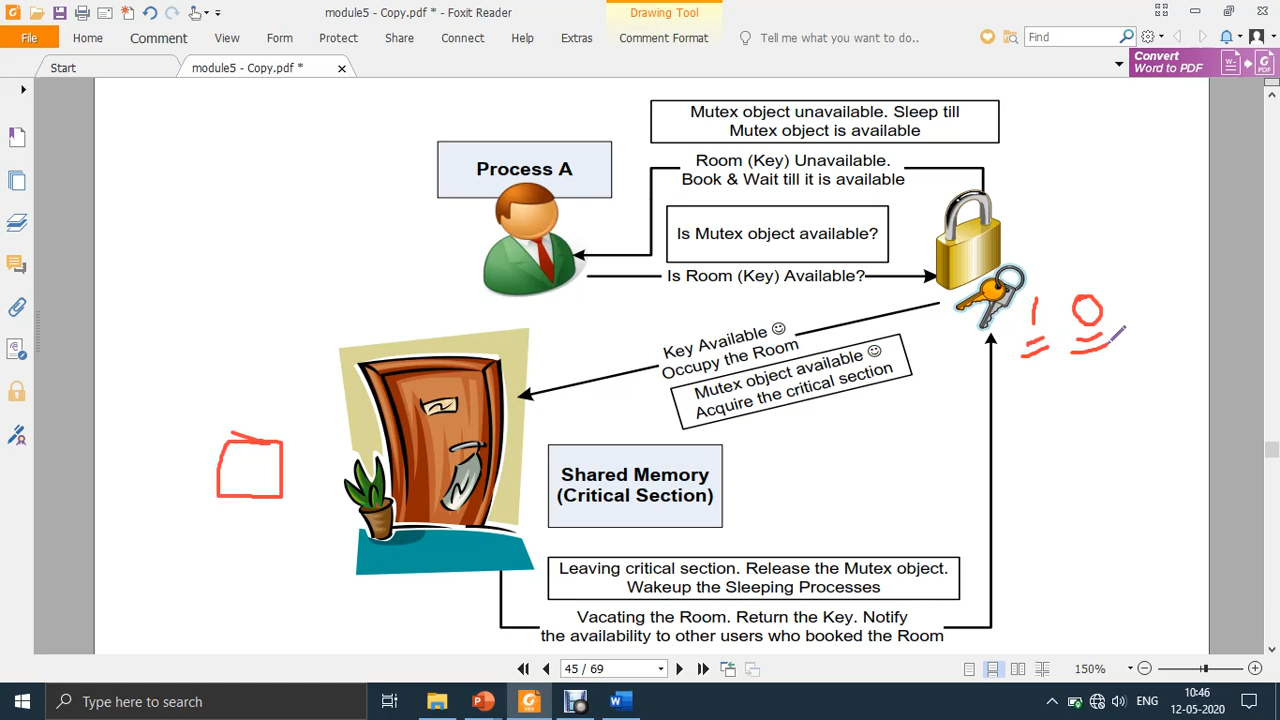 module5 - Copy.pdf * - Foxit Reader
Drawing Tool
File
Home
Comment
View
Form
Protect
Share
Connect
Help
Extras
Comment Format
Tell me what you want to do..
Find
Start
module5 - Copy.pdf *
Convert
Word to PDF
Mutex object unavailable. Sleep till
Mutex object is available
Process A
Room (Key) Unavailable.
Book & Wait till it is available
Is Mutex object available?
Is Room (Key) Available?
1 0
Key Available ☺
Occupy the Room
Mutex object available ☺
Acquire the critical section
Shared Memory
(Critical Section)
Leaving critical section. Release the Mutex object.
Wakeup the Sleeping Processes
Vacating the Room. Return the Key. Notify
the availability to other users who booked the Room
45 / 69
150%
Type here to search
ENG
10:46
12-05-2020